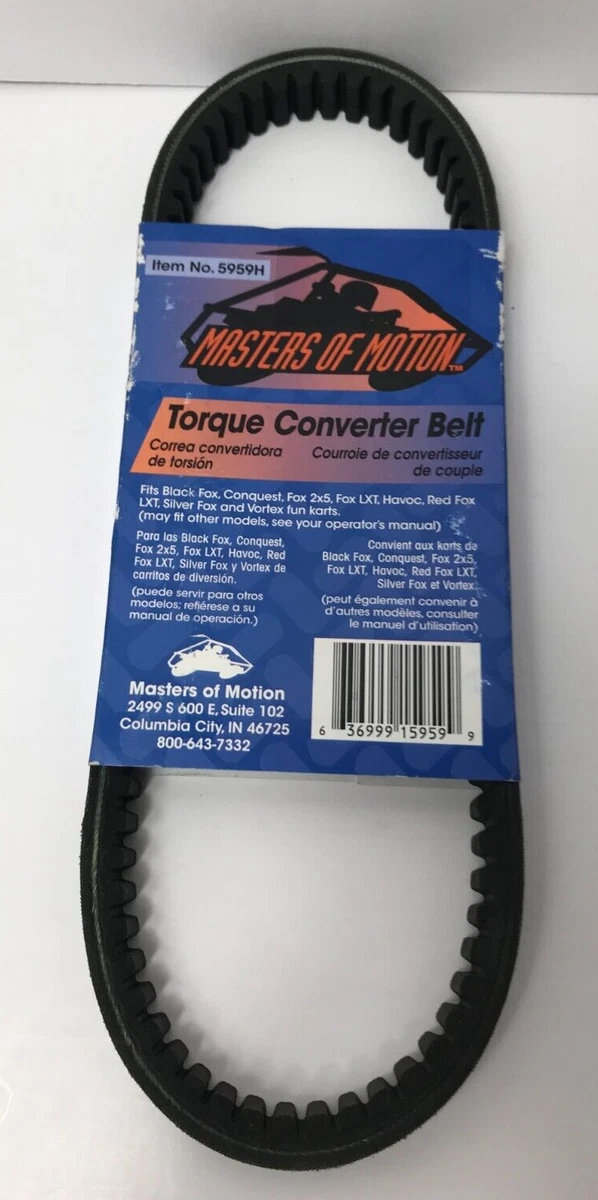 Item No. 5959H
MASTERS OF MOTION™
Torque Converter Belt
Correa convertidora
de torsión
Courroie de convertisseur
de couple
Fits Black Fox, Conquest, Fox 2x5, Fox LXT, Havoc, Red Fox
LXT, Silver Fox and Vortex fun karts.
(may fit other models, see your operator's manual)
Para las Black Fox, Conquest,
Fox 2x5, Fox LXT, Havoc, Red
Fox LXT, Silver Fox y Vortex de
carritos de diversión.
(puede servir para otros
modelos; refiérese a su
manual de operación.)
Convient aux karts de
Black Fox, Conquest, Fox 2x5,
Fox LXT, Havoc, Red Fox LXT,
Silver Fox et Vortex.
(peut également convenir à
d'autres modèles, consulter
le manuel d'utilisation)
Masters of Motion
2499 S 600 E, Suite 102
Columbia City, IN 46725
800-643-7332
6 36999 15959 9